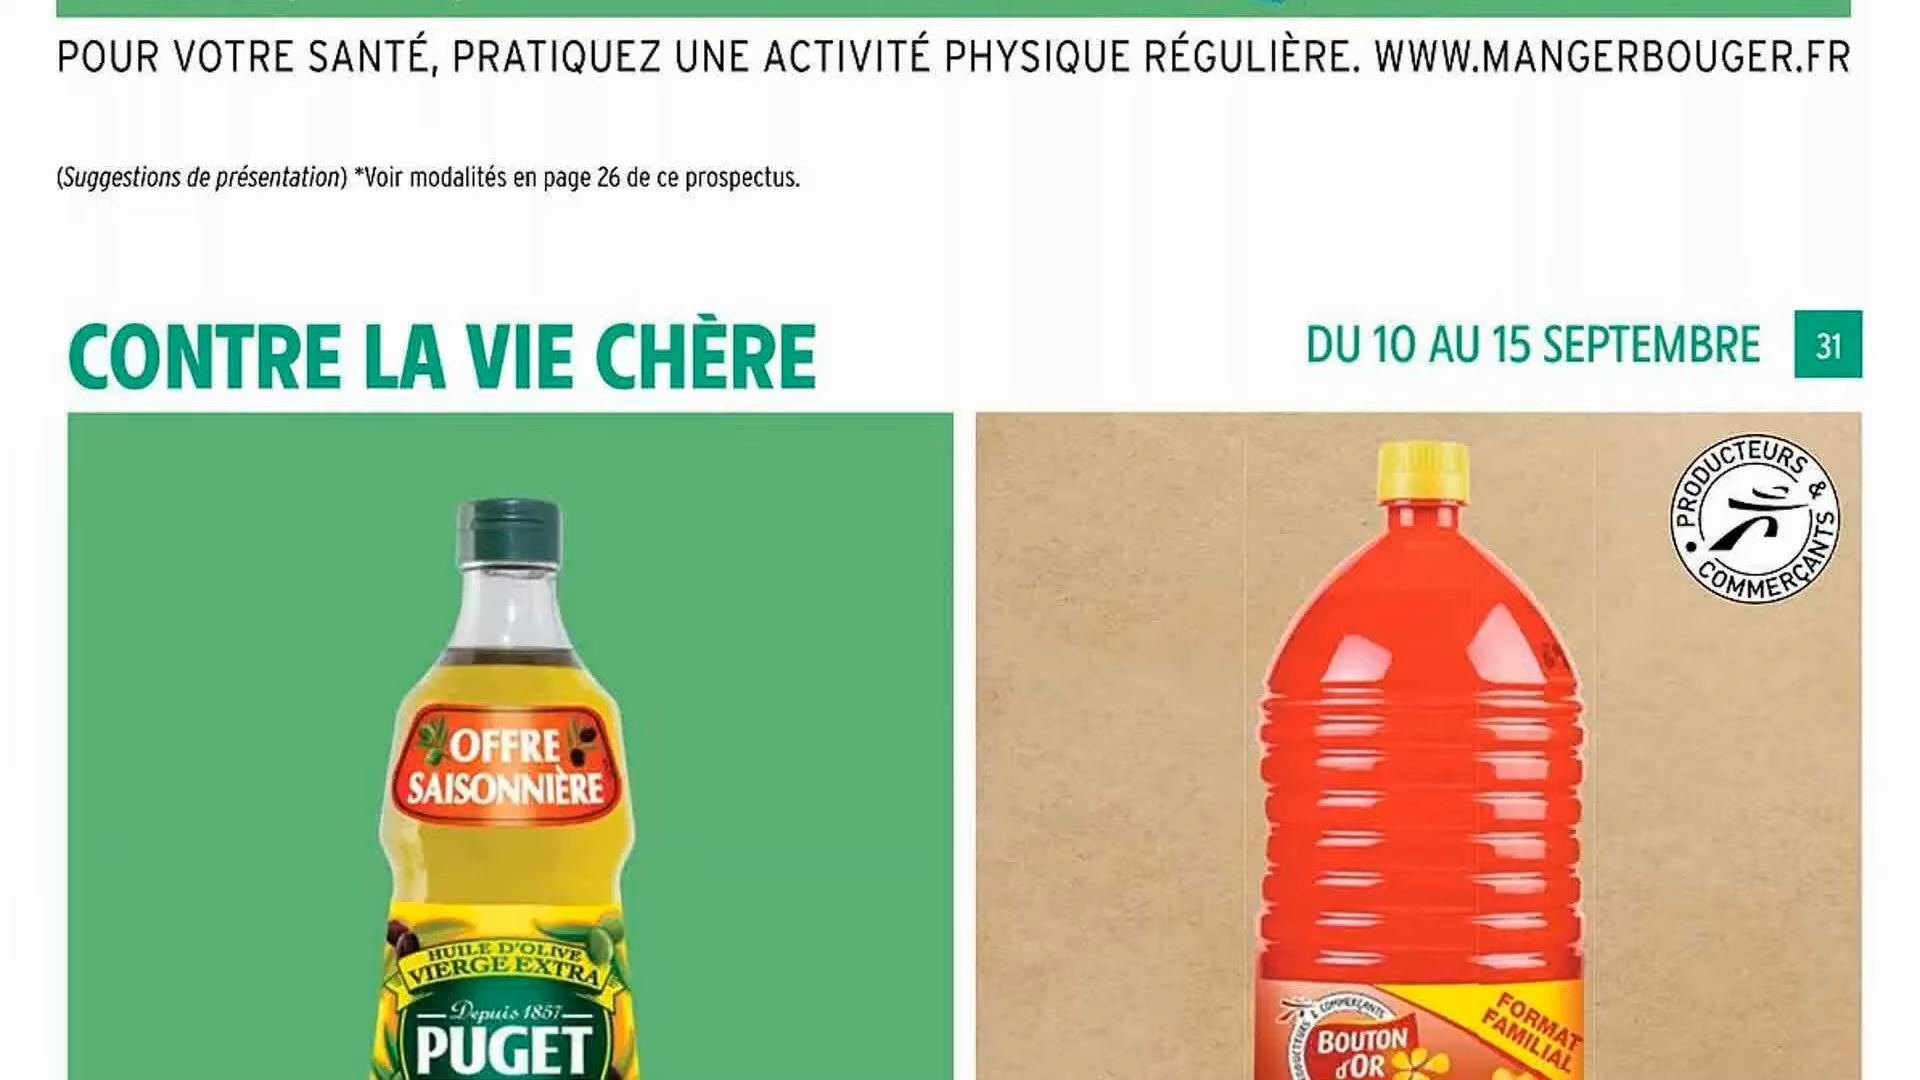 POUR VOTRE SANTÉ, PRATIQUEZ UNE ACTIVITÉ PHYSIQUE RÉGULIÈRE. WWW.MANGERBOUGER.FR
(Suggestions de présentation) *Voir modalités en page 26 de ce prospectus.
CONTRE LA VIE CHÈRE
DU 10 AU 15 SEPTEMBRE
31
PRODUCTEURS & COMMERÇANTS
OFFRE
SAISONNIÈRE
HUILE D'OLIVE
VIERGE EXTRA
Depuis 1857
PUGET
PRODUCTEURS & COMMERÇANTS
BOUTON
d'OR
FORMAT
FAMILIAL